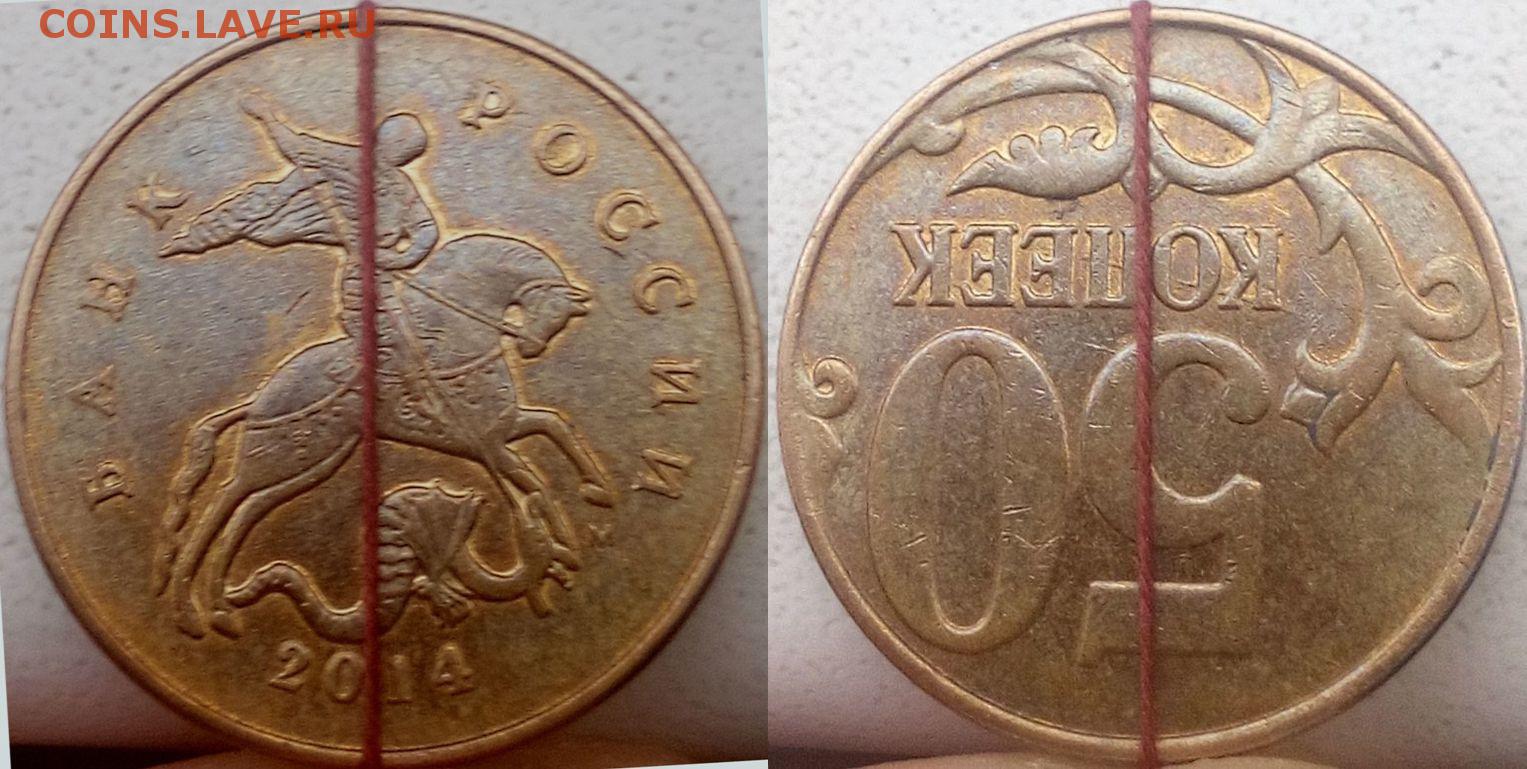 COINS.LAVE.RU
БАНК РОССИИ
М
2014
КОПЕЕК
50